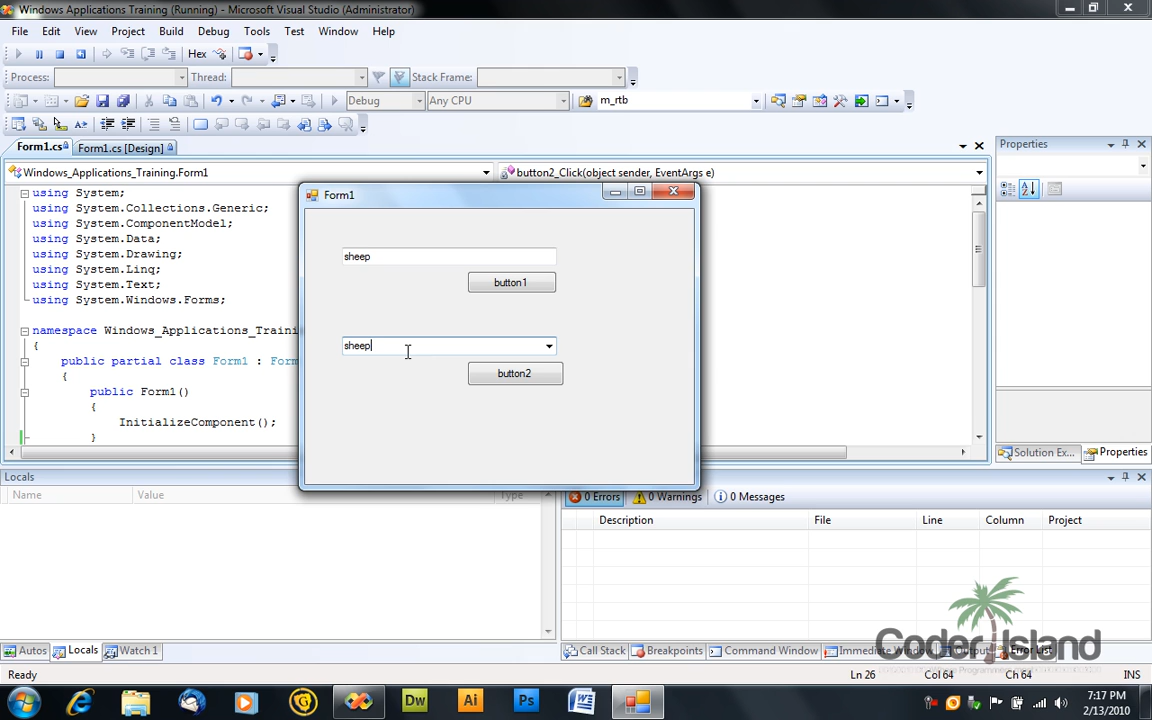 Windows Applications Training (Running) - Microsoft Visual Studio (Administrator)
File Edit View Project Build Debug Data Tools Test Window Help
Hex
Process: Thread: Stack Frame:
Debug Any CPU m_rtb
Form1.cs Form1.cs [Design]
Properties
Windows_Applications_Training.Form1 button2_Click(object sender, EventArgs e)
using System;
using System.Collections.Generic;
using System.ComponentModel;
using System.Data;
using System.Drawing;
using System.Linq;
using System.Text;
using System.Windows.Forms;
namespace Windows_Applications_Traini
{
public partial class Form1 : Form
{
public Form1()
{
InitializeComponent();
}
Form1
sheep
button1
sheep
button2
Solution Ex... Properties
Locals
Name Value Type
0 Errors 0 Warnings 0 Messages
Description File Line Column Project
Coder Island
Autos Locals Watch 1
Call Stack Breakpoints Command Window Immediate Window Output Error List
Ready Ln 26 Col 64 Ch 64 INS
Dw Ai Ps
7:17 PM
2/13/2010